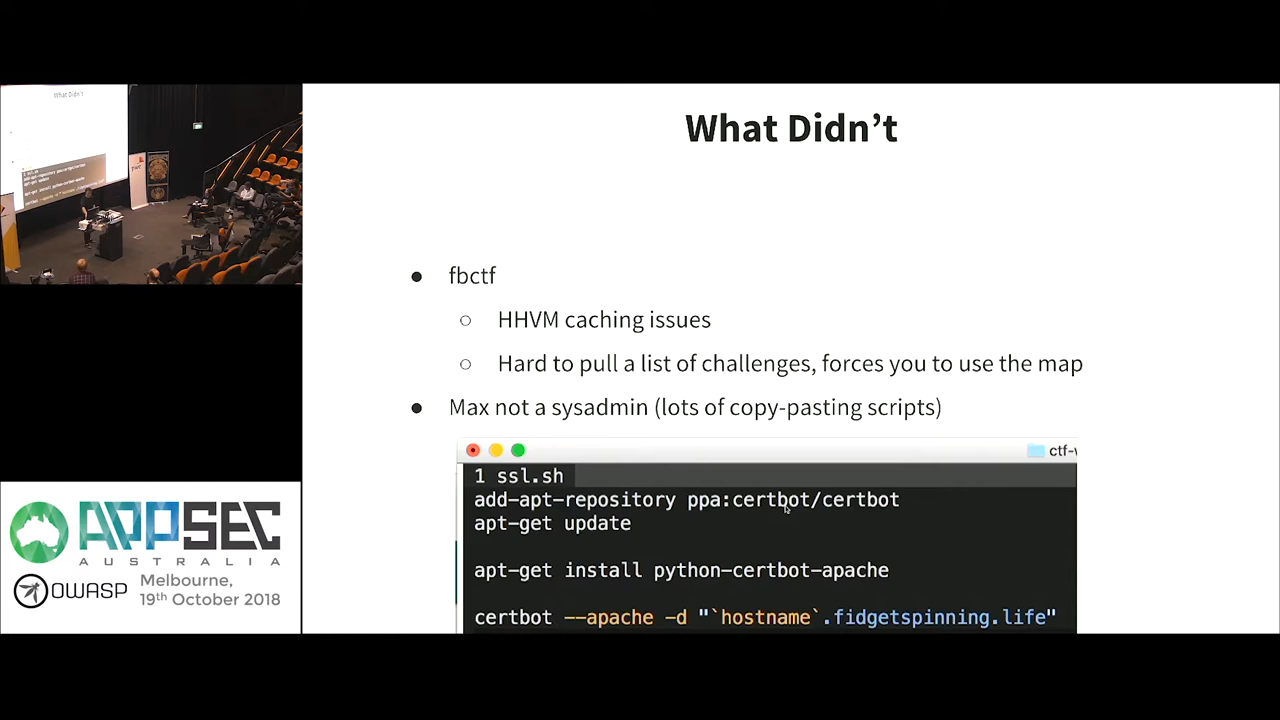 What Didn't
What Didn't
● fbctf
○ HHVM caching issues
○ Hard to pull a list of challenges, forces you to use the map
● Max not a sysadmin (lots of copy-pasting scripts)
ctf-v
1 ssl.sh
add-apt-repository ppa:certbot/certbot
apt-get update
apt-get install python-certbot-apache
certbot --apache -d "`hostname`.fidgetspinning.life"
APPSEC
AUSTRALIA
OWASP
Melbourne,
19th October 2018